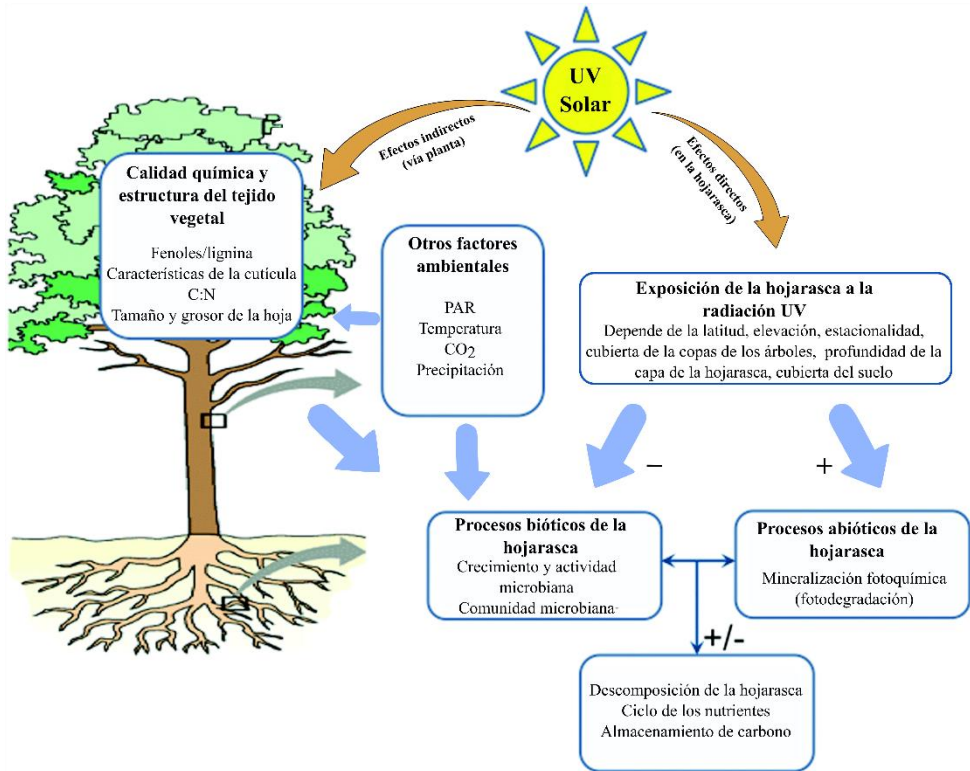 UV
Solar
Efectos indirectos
(vía planta)
Efectos directos
(en la hojarasca)
Calidad química y
estructura del tejido
vegetal
Fenoles/lignina
Características de la cutícula
C:N
Tamaño y grosor de la hoja
Otros factores
ambientales
PAR
Temperatura
CO2
Precipitación
Exposición de la hojarasca a la
radiación UV
Depende de la latitud, elevación, estacionalidad,
cubierta de la copas de los árboles, profundidad de la
capa de la hojarasca, cubierta del suelo
−
+
Procesos bióticos de la
hojarasca
Crecimiento y actividad
microbiana
Comunidad microbiana-
Procesos abióticos de la
hojarasca
Mineralización fotoquímica
(fotodegradación)
+/-
Descomposición de la hojarasca
Ciclo de los nutrientes
Almacenamiento de carbono